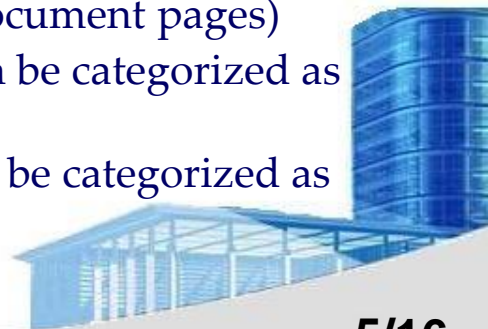 ocument pages)
be categorized as
be categorized as
5/16